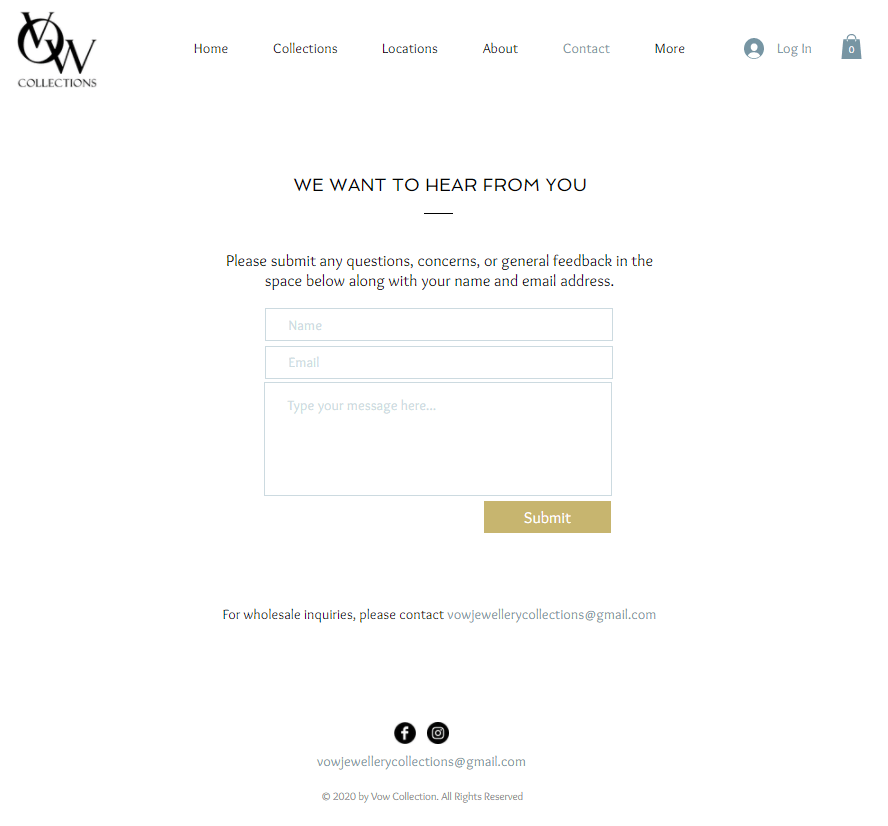 VOW
COLLECTIONS
Home Collections Locations About Contact More Log In 0
WE WANT TO HEAR FROM YOU
Please submit any questions, concerns, or general feedback in the
space below along with your name and email address.
Name
Email
Type your message here...
Submit
For wholesale inquiries, please contact vowjewellerycollections@gmail.com
vowjewellerycollections@gmail.com
© 2020 by Vow Collection. All Rights Reserved